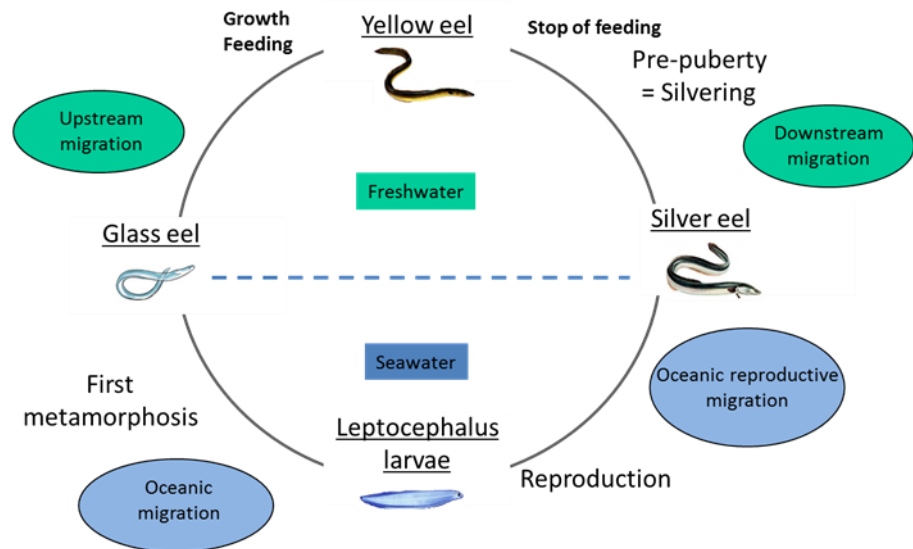 Growth
Feeding
Yellow eel
Stop of feeding
Pre-puberty
= Silvering
Upstream
migration
Downstream
migration
Freshwater
Glass eel
Silver eel
Seawater
First
metamorphosis
Oceanic reproductive
migration
Leptocephalus
larvae
Reproduction
Oceanic
migration